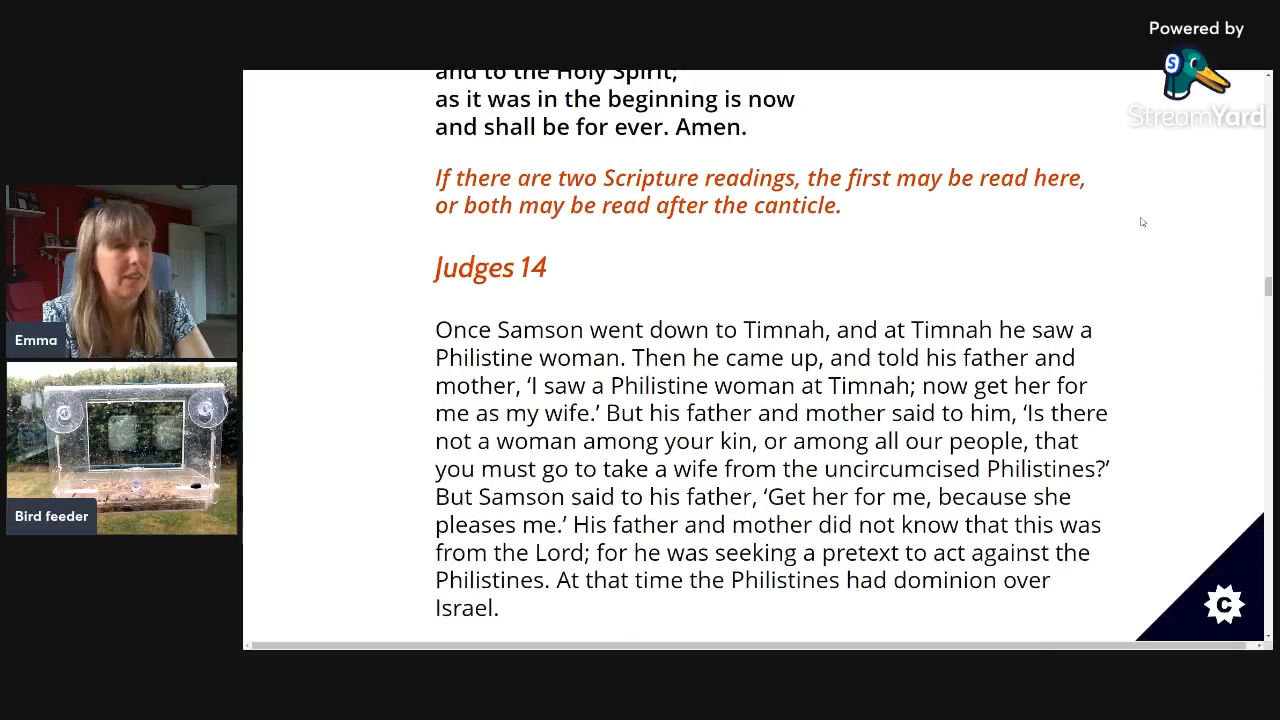 Powered by
StreamYard
and to the Holy Spirit;
as it was in the beginning is now
and shall be for ever. Amen.
If there are two Scripture readings, the first may be read here,
or both may be read after the canticle.
Judges 14
Once Samson went down to Timnah, and at Timnah he saw a
Philistine woman. Then he came up, and told his father and
mother, ‘I saw a Philistine woman at Timnah; now get her for
me as my wife.’ But his father and mother said to him, ‘Is there
not a woman among your kin, or among all our people, that
you must go to take a wife from the uncircumcised Philistines?’
But Samson said to his father, ‘Get her for me, because she
pleases me.’ His father and mother did not know that this was
from the Lord; for he was seeking a pretext to act against the
Philistines. At that time the Philistines had dominion over
Israel.
Emma
Bird feeder
S
C